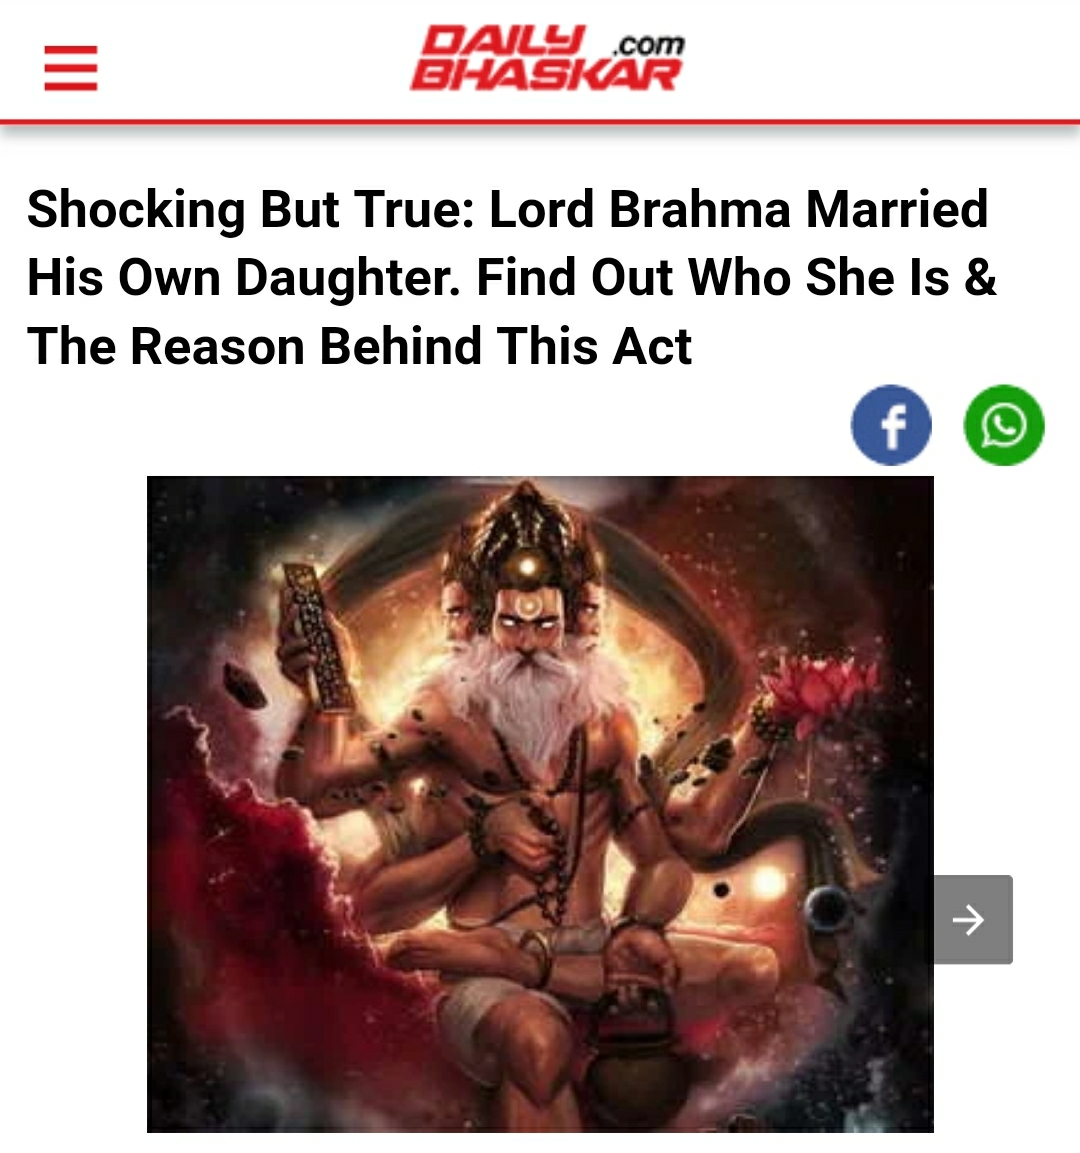 DAILY
BHASKAR .com
Shocking But True: Lord Brahma Married
His Own Daughter. Find Out Who She Is &
The Reason Behind This Act